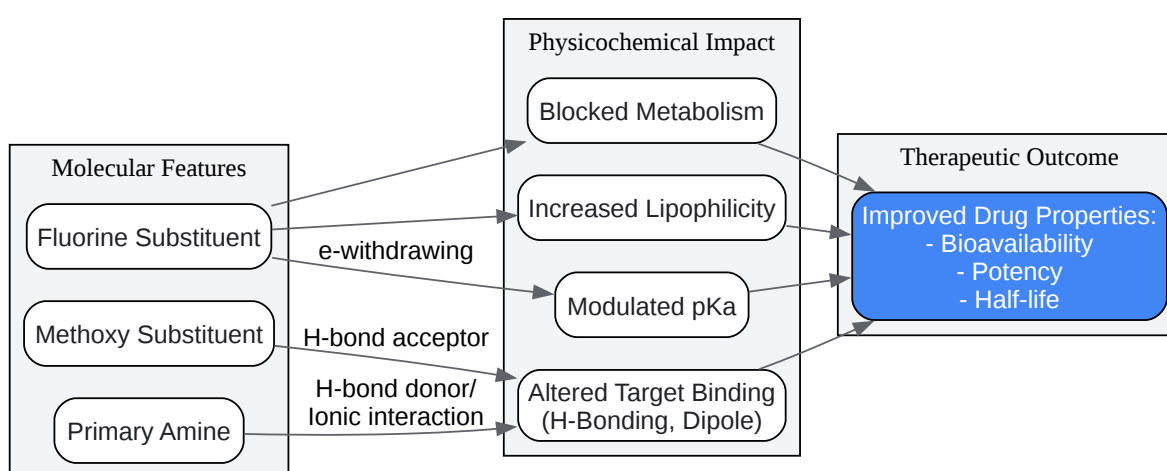 Molecular Features
Fluorine Substituent
Methoxy Substituent
Primary Amine
e-withdrawing
H-bond acceptor
H-bond donor/
Ionic interaction
Physicochemical Impact
Blocked Metabolism
Increased Lipophilicity
Modulated pKa
Altered Target Binding
(H-Bonding, Dipole)
Therapeutic Outcome
Improved Drug Properties:
- Bioavailability
- Potency
- Half-life